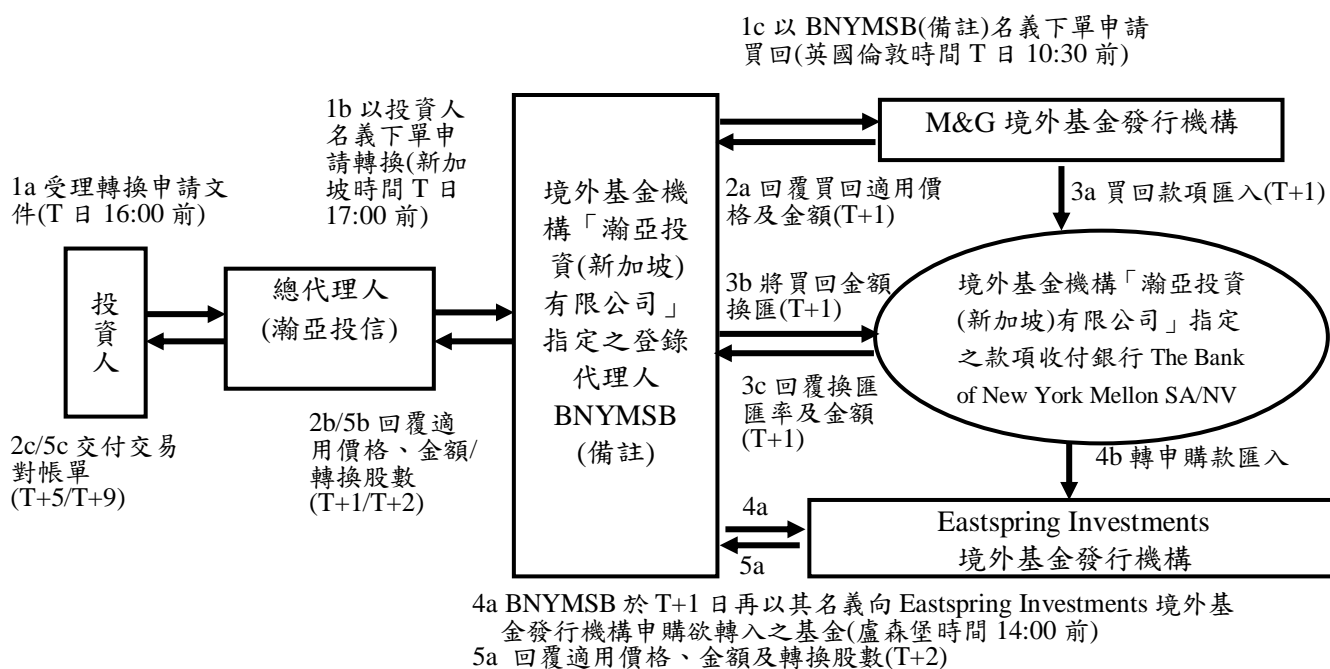 1c 以 BNYMSB(備註)名義下單申請
買回(英國倫敦時間 T 日 10:30 前)
1b 以投資人
名義下單申
請轉換(新加
坡時間 T 日
17:00 前)
M&G 境外基金發行機構
1a 受理轉換申請文
件(T 日 16:00 前)
2a 回覆買回適用價
格及金額(T+1)
3a 買回款項匯入(T+1)
投
資
人
總代理人
(瀚亞投信)
境外基金機
構「瀚亞投
資(新加坡)
有限公司」
指定之登錄
代理人
BNYMSB
(備註)
3b 將買回金額
換匯(T+1)
境外基金機構「瀚亞投資
(新加坡)有限公司」指定
之款項收付銀行 The Bank
of New York Mellon SA/NV
3c 回覆換匯
匯率及金額
(T+1)
2c/5c 交付交易
對帳單
(T+5/T+9)
2b/5b 回覆適
用價格、金額/
轉換股數
(T+1/T+2)
4b 轉申購款匯入
4a
5a
Eastspring Investments
境外基金發行機構
4a BNYMSB 於 T+1 日再以其名義向 Eastspring Investments 境外基
金發行機構申購欲轉入之基金(盧森堡時間 14:00 前)
5a 回覆適用價格、金額及轉換股數(T+2)